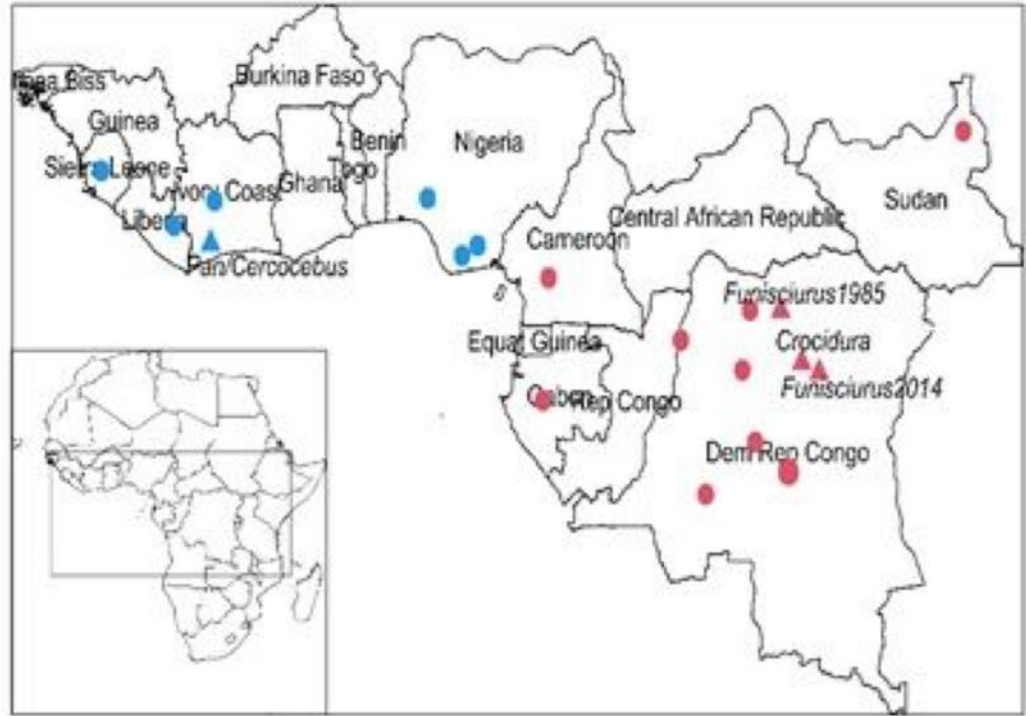 Burkina Faso
Guinea
Benin
Nigeria
Sierra Leone
Togo
Ivory Coast
Ghana
Sudan
Liberia
Central African Republic
Cameroon
Pan/Cercocebus
Funisciurus1985
Equat Guinea
Crocidura
Funisciurus2014
Gabon
Rep Congo
Dem Rep Congo